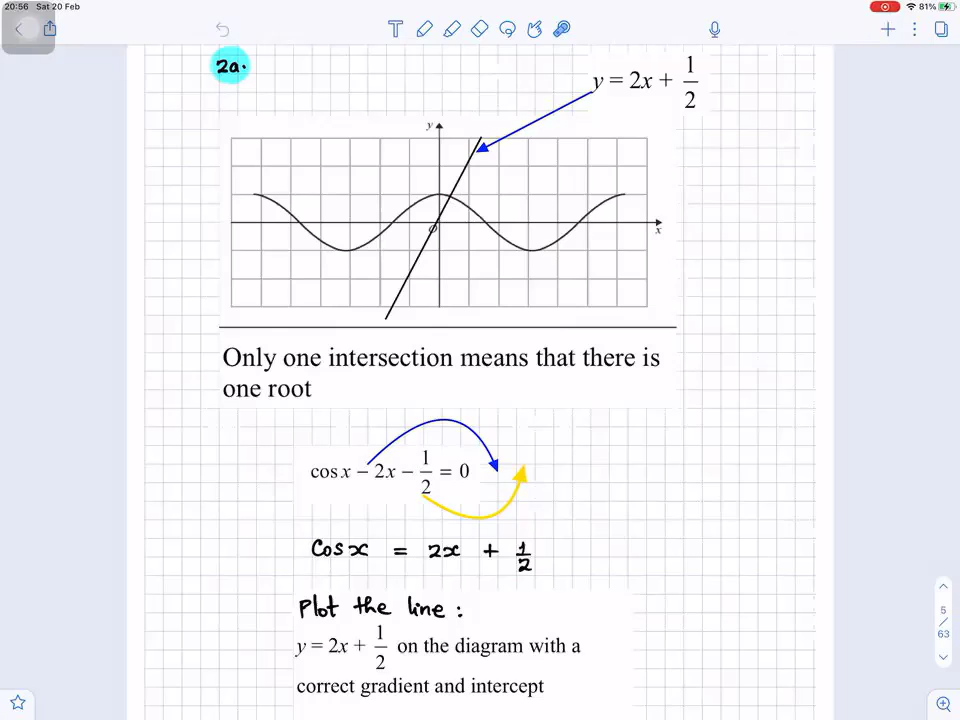 20:56 Sat 20 Feb
81%
2a.
y = 2x + 1/2
y
O
x
Only one intersection means that there is
one root
cos x − 2x − 1/2 = 0
Cos x = 2x + 1/2
Plot the line:
y = 2x + 1/2 on the diagram with a
correct gradient and intercept
5
/
63